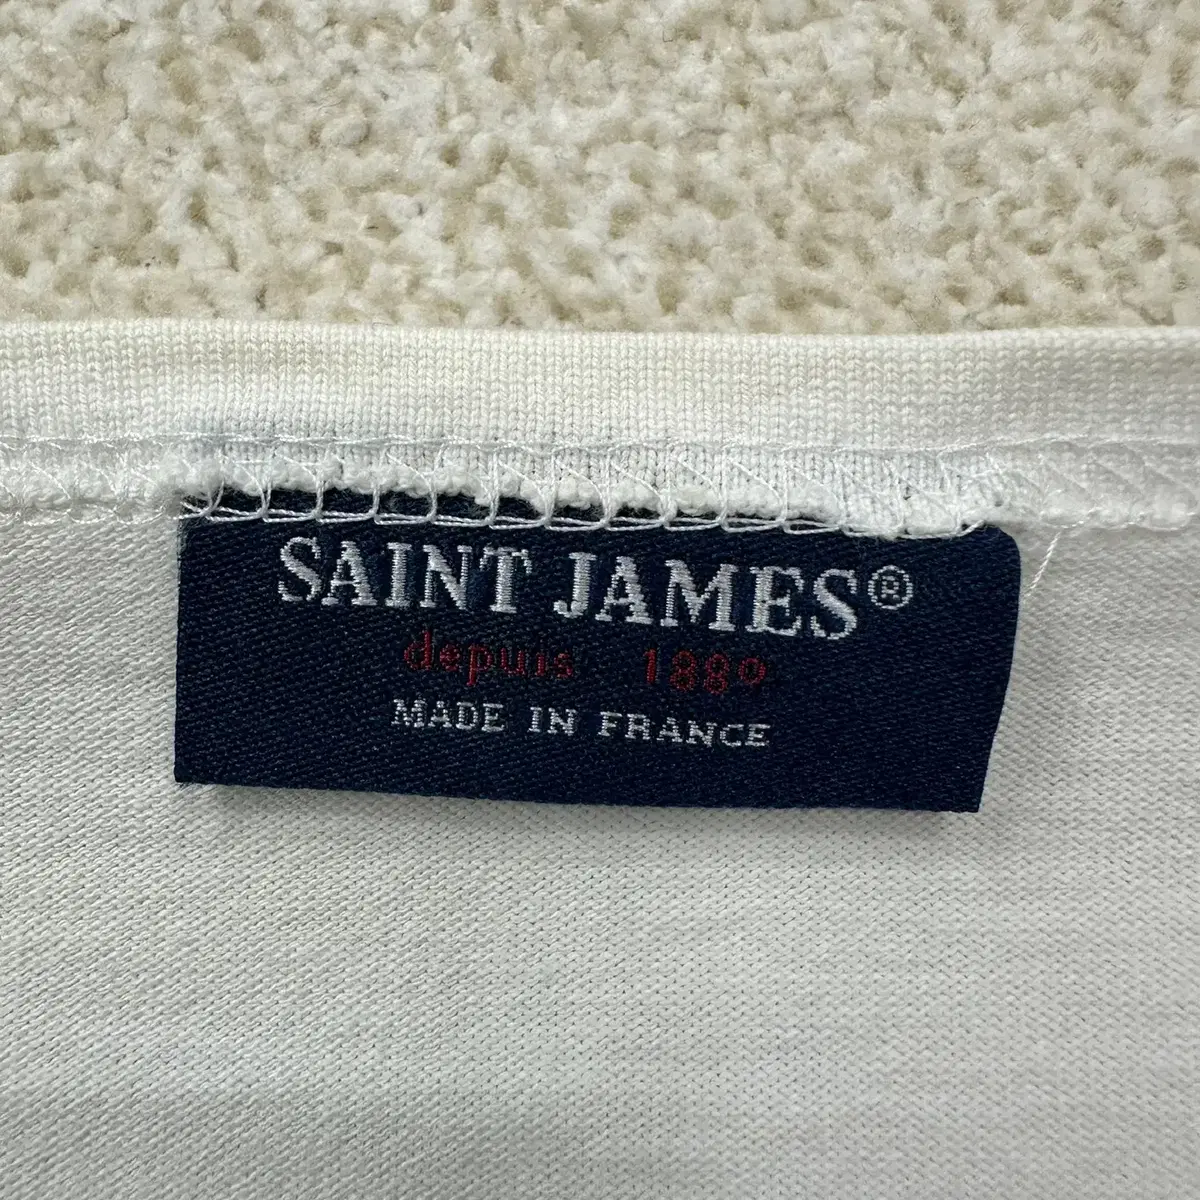 SAINT JAMES®
depuis 1889
MADE IN FRANCE